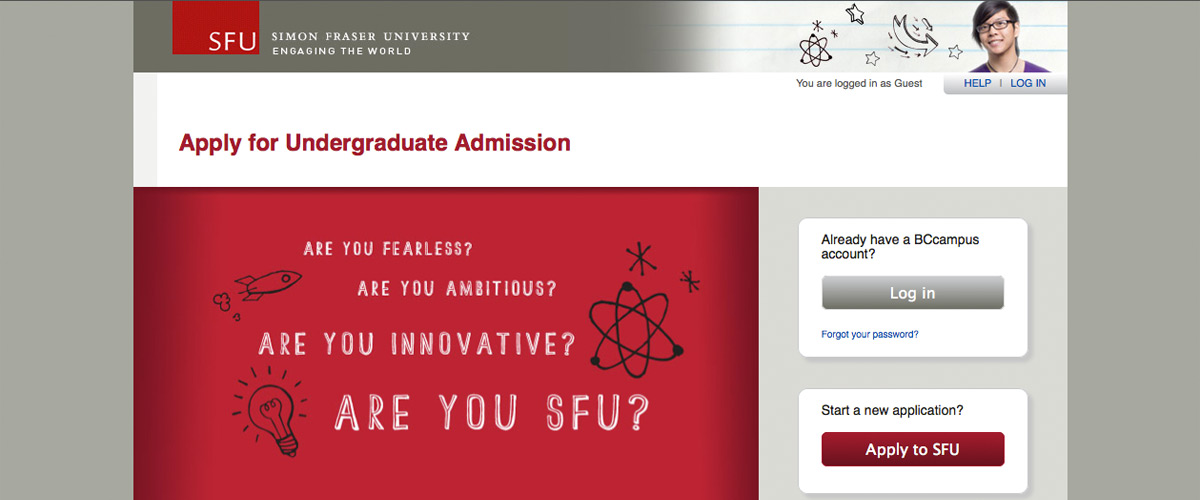 SFU
SIMON FRASER UNIVERSITY
ENGAGING THE WORLD
You are logged in as Guest
HELP | LOG IN
Apply for Undergraduate Admission
ARE YOU FEARLESS?
ARE YOU AMBITIOUS?
ARE YOU INNOVATIVE?
ARE YOU SFU?
Already have a BCcampus
account?
Log in
Forgot your password?
Start a new application?
Apply to SFU